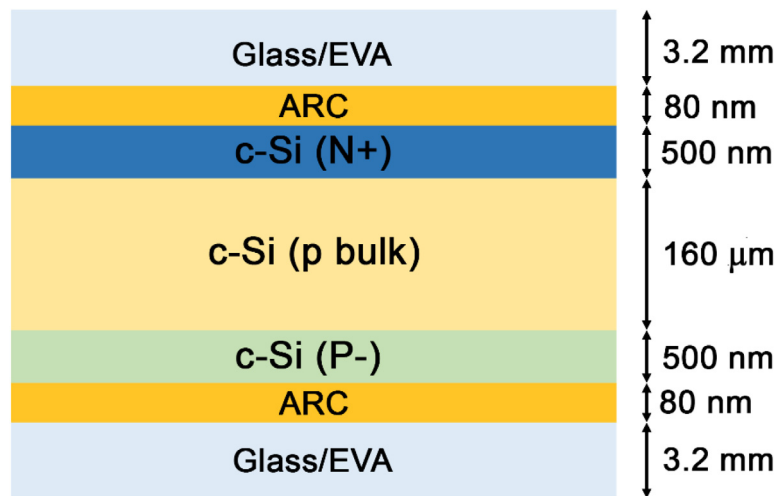 Glass/EVA 3.2 mm
ARC 80 nm
c-Si (N+) 500 nm
c-Si (p bulk) 160 μm
c-Si (P-) 500 nm
ARC 80 nm
Glass/EVA 3.2 mm